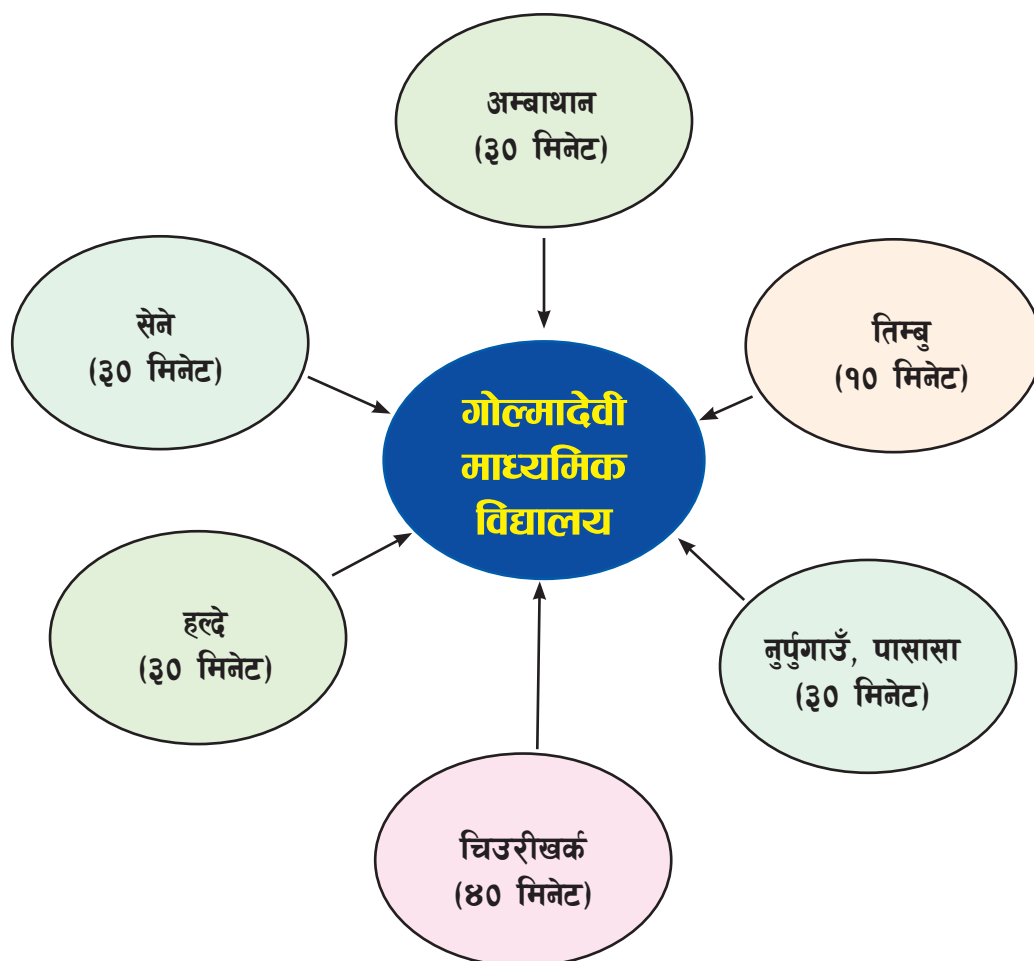 अम्बाथान
(३० मिनेट)
सेने
(३० मिनेट)
तिम्बु
(१० मिनेट)
गोल्मादेवी
माध्यमिक
विद्यालय
हल्दे
(३० मिनेट)
नुर्पुगाउँ, पासासा
(३० मिनेट)
चिउरीखर्क
(४० मिनेट)